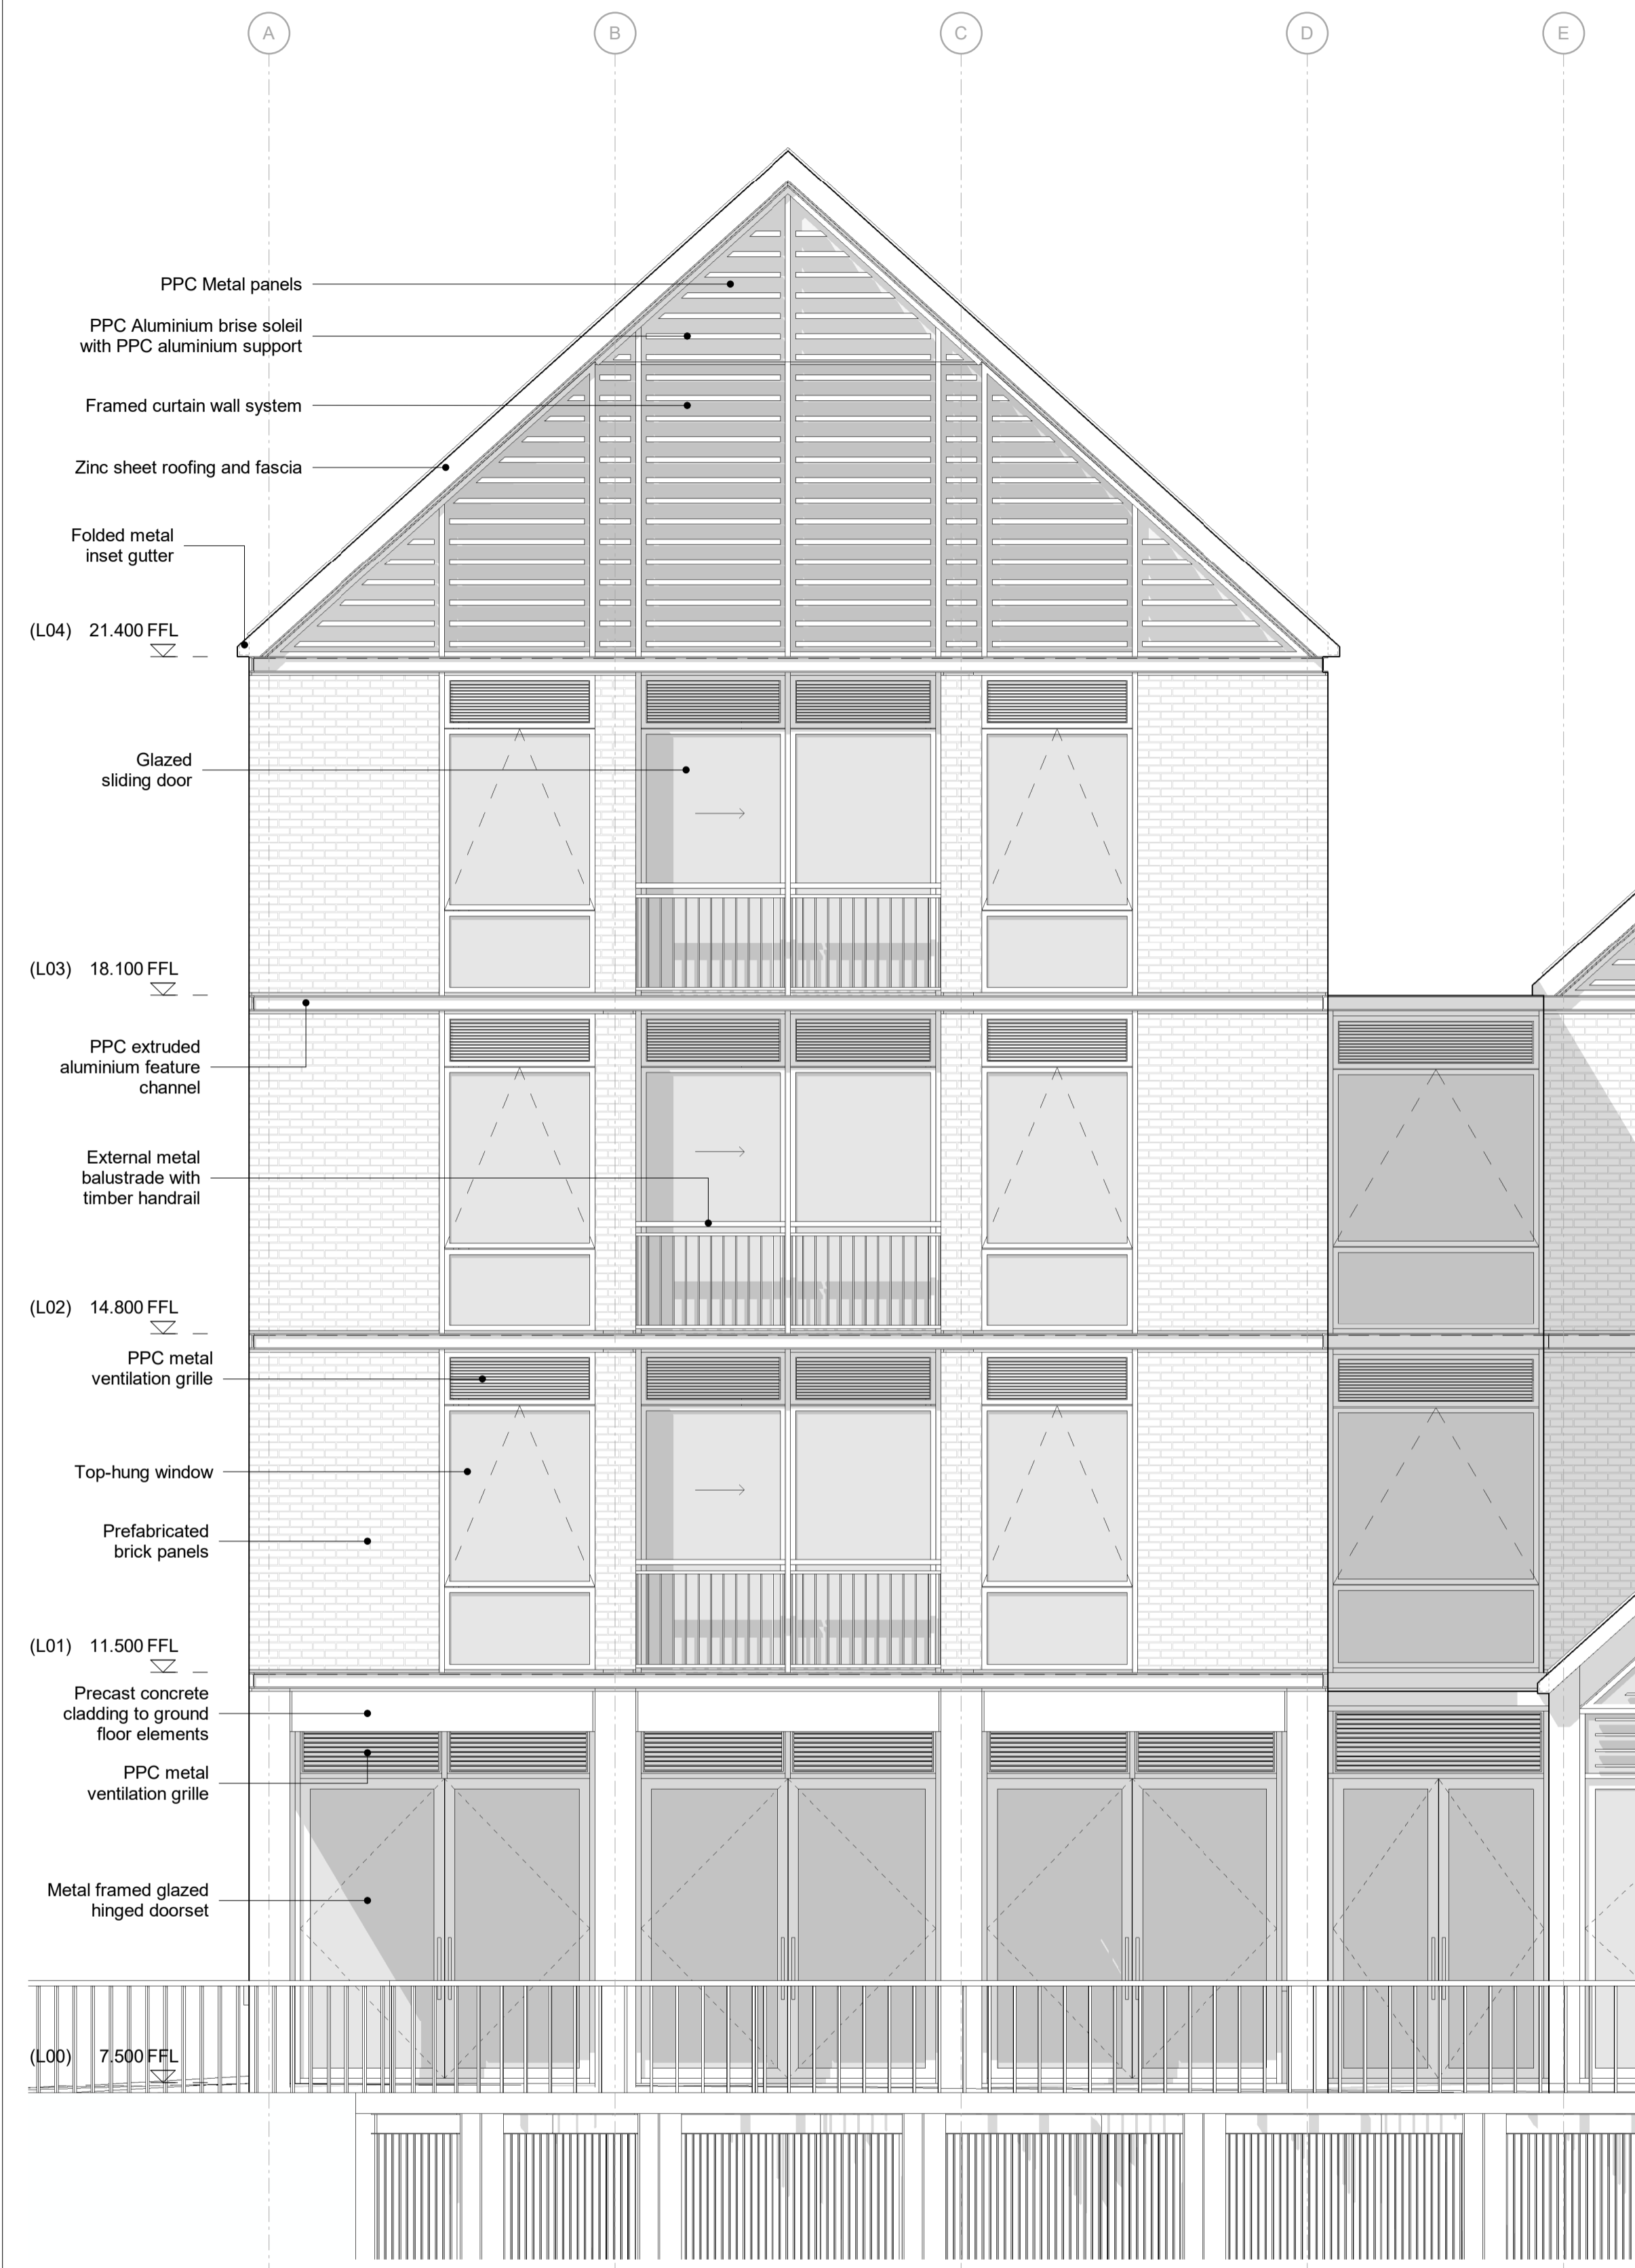 A
B
C
D
E
PPC Metal panels
PPC Aluminium brise soleil
with PPC aluminium support
Framed curtain wall system
Zinc sheet roofing and fascia
Folded metal
inset gutter
(L04) 21.400 FFL
Glazed
sliding door
(L03) 18.100 FFL
PPC extruded
aluminium feature
channel
External metal
balustrade with
timber handrail
(L02) 14.800 FFL
PPC metal
ventilation grille
Top-hung window
Prefabricated
brick panels
(L01) 11.500 FFL
Precast concrete
cladding to ground
floor elements
PPC metal
ventilation grille
Metal framed glazed
hinged doorset
(L00) 7.500 FFL